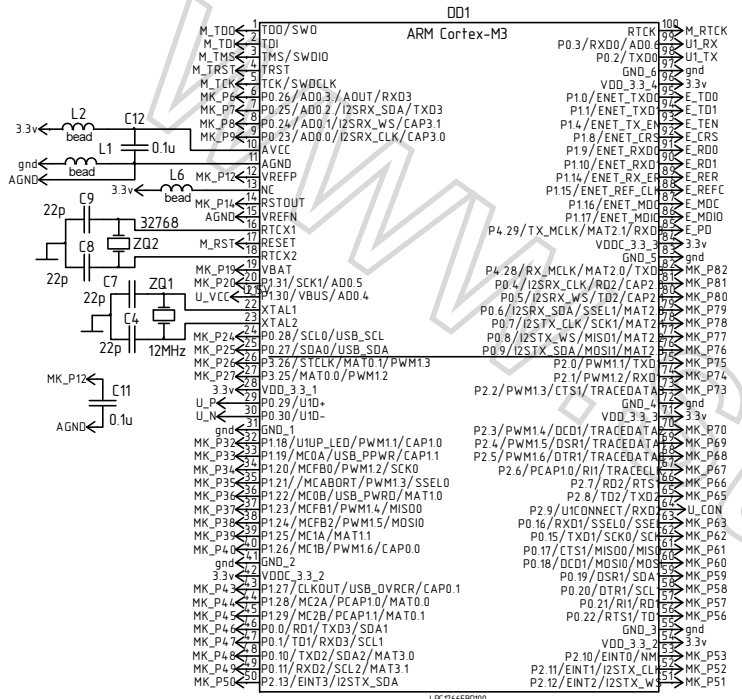 DD1
ARM Cortex-M3
M_TDO 1 TDO/SWO
M_TDI 2 TDI
M_TMS 3 TMS/SWDIO
M_TRST 4 TRST
M_TCK 5 TCK/SWDCLK
MK_P6 6 P0.26/AD0.3/AOUT/RXD3
MK_P7 7 P0.25/AD0.2/I2SRX_SDA/TXD3
MK_P8 8 P0.24/AD0.1/I2SRX_WS/CAP3.1
MK_P9 9 P0.23/AD0.0/I2SRX_CLK/CAP3.0
10 AVCC
11 AGND
MK_P12 12 VREFP
13 NC
MK_P14 14 RSTOUT
AGND 15 VREFN
16 RTCX1
M_RST 17 RESET
18 RTCX2
MK_P19 19 VBAT
MK_P20 20 P1.31/SCK1/AD0.5
U_VCC 21 P1.30/VBUS/AD0.4
22 XTAL1
23 XTAL2
MK_P24 24 P0.28/SCL0/USB_SCL
MK_P25 25 P0.27/SDA0/USB_SDA
MK_P26 26 P3.26/STCLK/MAT0.1/PWM1.3
MK_P27 27 P3.25/MAT0.0/PWM1.2
3.3v 28 VDD_3.3_1
U_P 29 P0.29/U1D+
U_N 30 P0.30/U1D-
gnd 31 GND_1
MK_P32 32 P1.18/U1UP_LED/PWM1.1/CAP1.0
MK_P33 33 P1.19/MC0A/USB_PPWR/CAP1.1
MK_P34 34 P1.20/MCFB0/PWM1.2/SCK0
MK_P35 35 P1.21//MCABORT/PWM1.3/SSEL0
MK_P36 36 P1.22/MC0B/USB_PWRD/MAT1.0
MK_P37 37 P1.23/MCFB1/PWM1.4/MISO0
MK_P38 38 P1.24/MCFB2/PWM1.5/MOSI0
MK_P39 39 P1.25/MC1A/MAT1.1
MK_P40 40 P1.26/MC1B/PWM1.6/CAP0.0
gnd 41 GND_2
3.3v 42 VDDC_3.3_2
MK_P43 43 P1.27/CLKOUT/USB_OVRCR/CAP0.1
MK_P44 44 P1.28/MC2A/PCAP1.0/MAT0.0
MK_P45 45 P1.29/MC2B/PCAP1.1/MAT0.1
MK_P46 46 P0.0/RD1/TXD3/SDA1
MK_P47 47 P0.1/TD1/RXD3/SCL1
MK_P48 48 P0.10/TXD2/SDA2/MAT3.0
MK_P49 49 P0.11/RXD2/SCL2/MAT3.1
MK_P50 50 P2.13/EINT3/I2STX_SDA
RTCK 100 M_RTCK
P0.3/RXD0/AD0.6 99 U1_RX
P0.2/TXD0 98 U1_TX
GND_6 97 gnd
VDD_3.3_4 96 3.3v
P1.0/ENET_TXD0 95 E_TD0
P1.1/ENET_TXD1 94 E_TD1
P1.4/ENET_TX_EN 93 E_TEN
P1.8/ENET_CRS 92 E_CRS
P1.9/ENET_RXD0 91 E_RD0
P1.10/ENET_RXD1 90 E_RD1
P1.14/ENET_RX_ER 89 E_RER
P1.15/ENET_REF_CLK 88 E_REFC
P1.16/ENET_MDC 87 E_MDC
P1.17/ENET_MDIO 86 E_MDIO
P4.29/TX_MCLK/MAT2.1/RXD3 85 E_PD
VDDC_3.3_3 84 3.3v
GND_5 83 gnd
P4.28/RX_MCLK/MAT2.0/TXD3 82 MK_P82
P0.4/I2SRX_CLK/RD2/CAP2. 81 MK_P81
P0.5/I2SRX_WS/TD2/CAP2. 80 MK_P80
P0.6/I2SRX_SDA/SSEL1/MAT2. 79 MK_P79
P0.7/I2STX_CLK/SCK1/MAT2. 78 MK_P78
P0.8/I2STX_WS/MISO1/MAT2. 77 MK_P77
P0.9/I2STX_SDA/MOSI1/MAT2. 76 MK_P76
P2.0/PWM1.1/TXD1 75 MK_P75
P2.1/PWM1.2/RXD1 74 MK_P74
P2.2/PWM1.3/CTS1/TRACEDATA 73 MK_P73
GND_4 72 gnd
VDD_3.3_3 71 3.3v
P2.3/PWM1.4/DCD1/TRACEDATA 70 MK_P70
P2.4/PWM1.5/DSR1/TRACEDATA 69 MK_P69
P2.5/PWM1.6/DTR1/TRACEDATA 68 MK_P68
P2.6/PCAP1.0/RI1/TRACECLK 67 MK_P67
P2.7/RD2/RTS1 66 MK_P66
P2.8/TD2/TXD2 65 MK_P65
P2.9/U1CONNECT/RXD2 64 U_CON
P0.16/RXD1/SSEL0/SSEL 63 MK_P63
P0.15/TXD1/SCK0/SCK 62 MK_P62
P0.17/CTS1/MISO0/MISO 61 MK_P61
P0.18/DCD1/MOSI0/MOSI 60 MK_P60
P0.19/DSR1/SDA1 59 MK_P59
P0.20/DTR1/SCL1 58 MK_P58
P0.21/RI1/RD1 57 MK_P57
P0.22/RTS1/TD1 56 MK_P56
GND_3 55 gnd
VDD_3.3_2 54 3.3v
P2.10/EINT0/NMI 53 MK_P53
P2.11/EINT1/I2STX_CLK 52 MK_P52
P2.12/EINT2/I2STX_WS 51 MK_P51
LPC1766FBD100
L2
C12
3.3v
bead
0.1u
L1
gnd
bead
AGND
L6
3.3v
bead
C9
22p
32768
ZQ2
C8
22p
C7
ZQ1
22p
C4
22p
12MHz
MK_P12
C11
0.1u
AGND